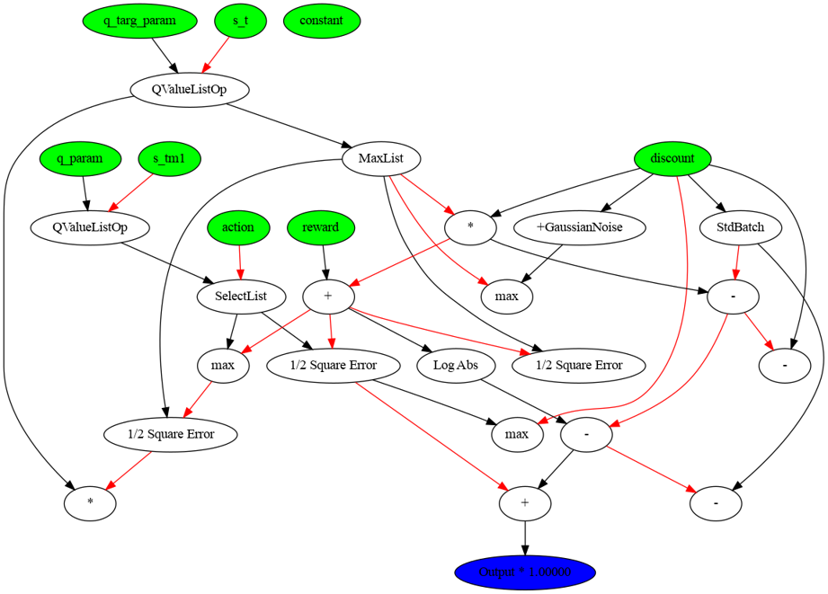 q_targ_param
s_t
constant
QValueListOp
q_param
s_tm1
MaxList
discount
QValueListOp
action
reward
*
+GaussianNoise
StdBatch
SelectList
+
max
-
max
1/2 Square Error
Log Abs
1/2 Square Error
-
1/2 Square Error
max
-
*
+
-
Output * 1.00000